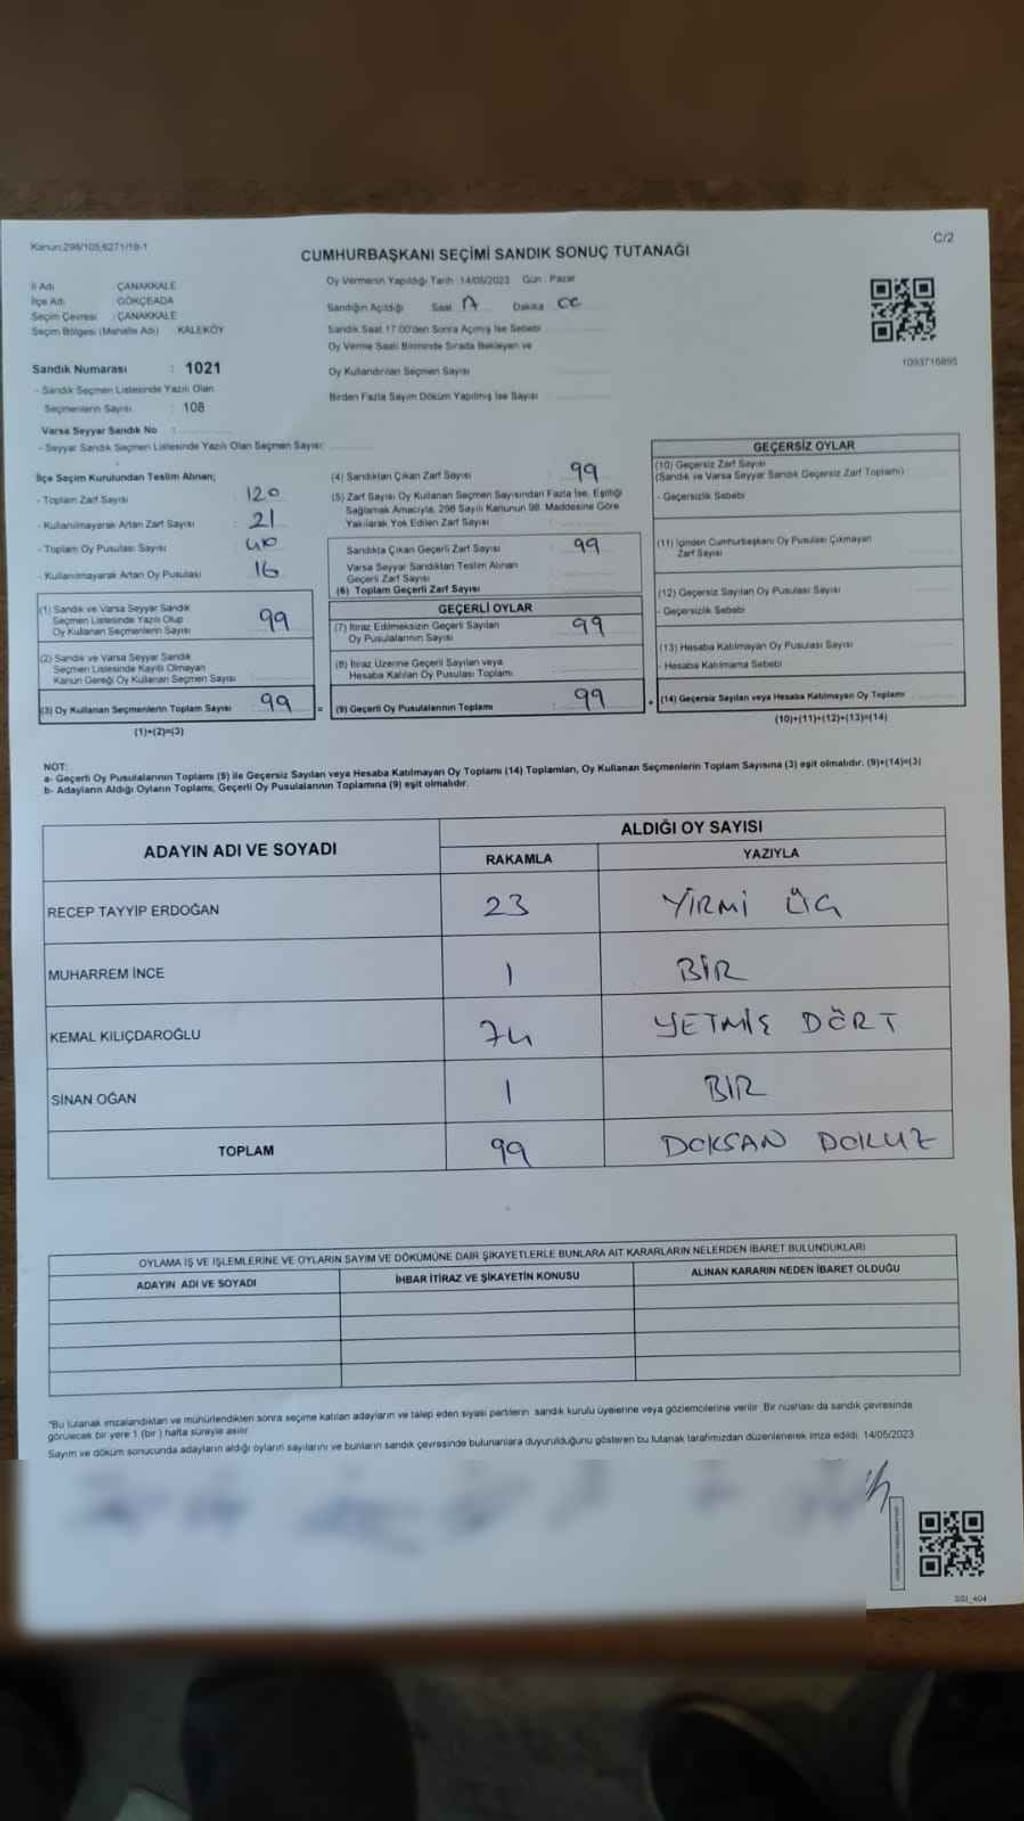 Kanun:298/105,6271/19-1
C/2
CUMHURBAŞKANI SEÇİMİ SANDIK SONUÇ TUTANAĞI
İl Adı : ÇANAKKALE
İlçe Adı : GÖKÇEADA
Seçim Çevresi : ÇANAKKALE
Seçim Bölgesi (Mahalle Adı) : KALEKÖY
Oy Vermenin Yapıldığı Tarih :14/05/2023 Gün : Pazar
Sandığın Açıldığı Saat Dakika
Sandık Saat 17:00'den Sonra Açılmış İse Sebebi
Oy Verme Saati Bitiminde Sırada Bekleyen ve
Oy Kullandırılan Seçmen Sayısı
Birden Fazla Sayım Döküm Yapılmış İse Sayısı
1093716895
Sandık Numarası : 1021
- Sandık Seçmen Listesinde Yazılı Olan
Seçmenlerin Sayısı : 108
Varsa Seyyar Sandık No :
- Seyyar Sandık Seçmen Listesinde Yazılı Olan Seçmen Sayısı:
İlçe Seçim Kurulundan Teslim Alınan;
- Toplam Zarf Sayısı : 120
- Kullanılmayarak Artan Zarf Sayısı : 21
- Toplam Oy Pusulası Sayısı :
- Kullanılmayarak Artan Oy Pusulası : 16
(1) Sandık ve Varsa Seyyar Sandık
Seçmen Listesinde Yazılı Olup
Oy Kullanan Seçmenlerin Sayısı : 99
(2) Sandık ve Varsa Seyyar Sandık
Seçmen Listesinde Kayıtlı Olmayan
Kanun Gereği Oy Kullanan Seçmen Sayısı
(3) Oy Kullanan Seçmenlerin Toplam Sayısı : 99
(1)+(2)=(3)
(4) Sandıktan Çıkan Zarf Sayısı : 99
(5) Zarf Sayısı Oy Kullanan Seçmen Sayısından Fazla İse, Eşitliği
Sağlamak Amacıyla, 298 Sayılı Kanunun 98. Maddesine Göre
Yakılarak Yok Edilen Zarf Sayısı
Sandıkta Çıkan Geçerli Zarf Sayısı : 99
Varsa Seyyar Sandıktan Teslim Alınan
Geçerli Zarf Sayısı
(6) Toplam Geçerli Zarf Sayısı
GEÇERLİ OYLAR
(7) İtiraz Edilmeksizin Geçerli Sayılan
Oy Pusulalarının Sayısı : 99
(8) İtiraz Üzerine Geçerli Sayılan veya
Hesaba Katılan Oy Pusulası Toplamı
= (9) Geçerli Oy Pusulalarının Toplamı : 99
GEÇERSİZ OYLAR
(10) Geçersiz Zarf Sayısı
(Sandık ve Varsa Seyyar Sandık Geçersiz Zarf Toplamı)
- Geçersizlik Sebebi
(11) İçinden Cumhurbaşkanı Oy Pusulası Çıkmayan
Zarf Sayısı
(12) Geçersiz Sayılan Oy Pusulası Sayısı
- Geçersizlik Sebebi
(13) Hesaba Katılmayan Oy Pusulası Sayısı
- Hesaba Katılmama Sebebi
+ (14) Geçersiz Sayılan veya Hesaba Katılmayan Oy Toplamı
(10)+(11)+(12)+(13)=(14)
NOT:
a- Geçerli Oy Pusulalarının Toplamı (9) ile Geçersiz Sayılan veya Hesaba Katılmayan Oy Toplamı (14) Toplamları, Oy Kullanan Seçmenlerin Toplam Sayısına (3) eşit olmalıdır. (9)+(14)=(3)
b- Adayların Aldığı Oyların Toplamı, Geçerli Oy Pusulalarının Toplamına (9) eşit olmalıdır.
ADAYIN ADI VE SOYADI ALDIĞI OY SAYISI
RAKAMLA YAZIYLA
RECEP TAYYİP ERDOĞAN 23 YİRMİ ÜÇ
MUHARREM İNCE 1 BİR
KEMAL KILIÇDAROĞLU 74 YETMİŞ DÖRT
SİNAN OĞAN 1 BİR
TOPLAM 99 DOKSAN DOKUZ
OYLAMA İŞ VE İŞLEMLERİNE VE OYLARIN SAYIM VE DÖKÜMÜNE DAİR ŞİKAYETLERLE BUNLARA AİT KARARLARIN NELERDEN İBARET BULUNDUKLARI
ADAYIN ADI VE SOYADI İHBAR İTİRAZ VE ŞİKAYETİN KONUSU ALINAN KARARIN NEDEN İBARET OLDUĞU
"Bu tutanak imzalandıktan ve mühürlendikten sonra seçime katılan adayların ve talep eden siyasi partilerin sandık kurulu üyelerine veya gözlemcilerine verilir. Bir nüshası da sandık çevresinde
görülecek bir yere 1 (bir) hafta süreyle asılır.
Sayım ve döküm sonucunda adayların aldığı oyların sayılarını ve bunların sandık çevresinde bulunanlara duyurulduğunu gösteren bu tutanak tarafımızdan düzenlenerek imza edildi. 14/05/2023